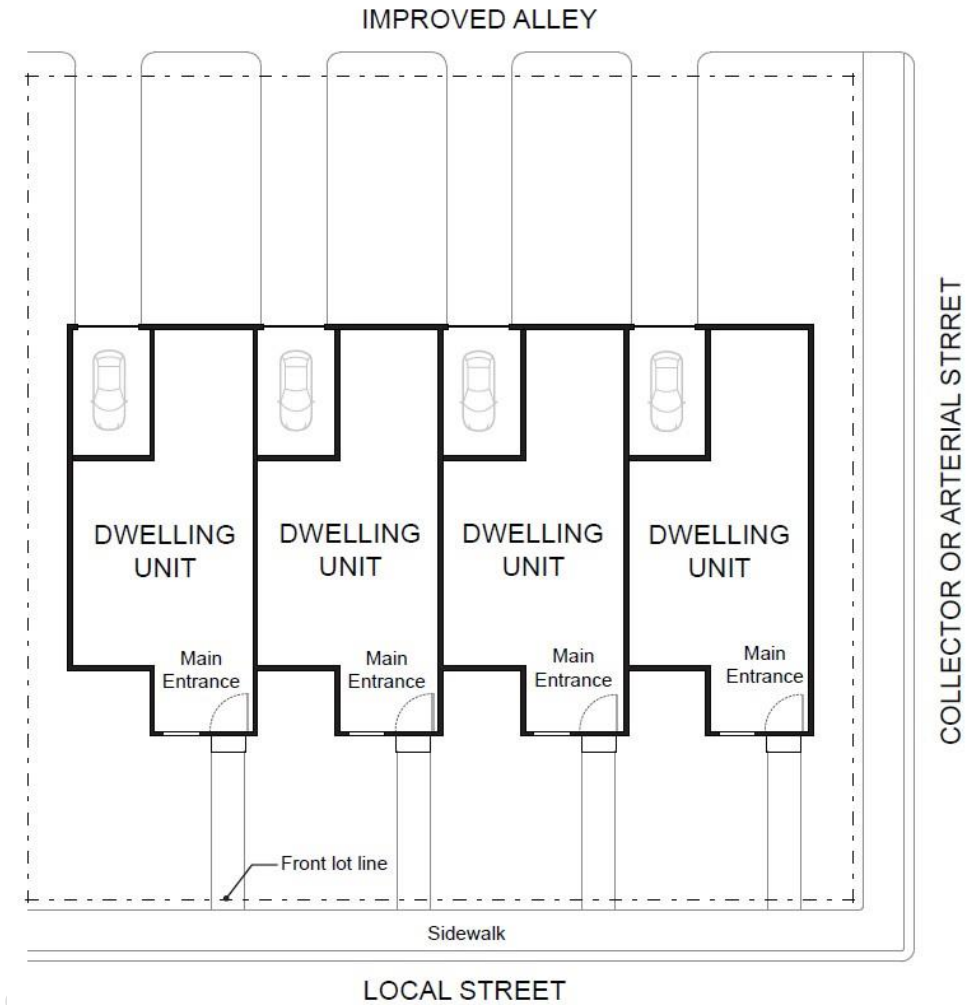 IMPROVED ALLEY
COLLECTOR OR ARTERIAL STRRET
DWELLING
UNIT
DWELLING
UNIT
DWELLING
UNIT
DWELLING
UNIT
Main
Entrance
Main
Entrance
Main
Entrance
Main
Entrance
Front lot line
Sidewalk
LOCAL STREET